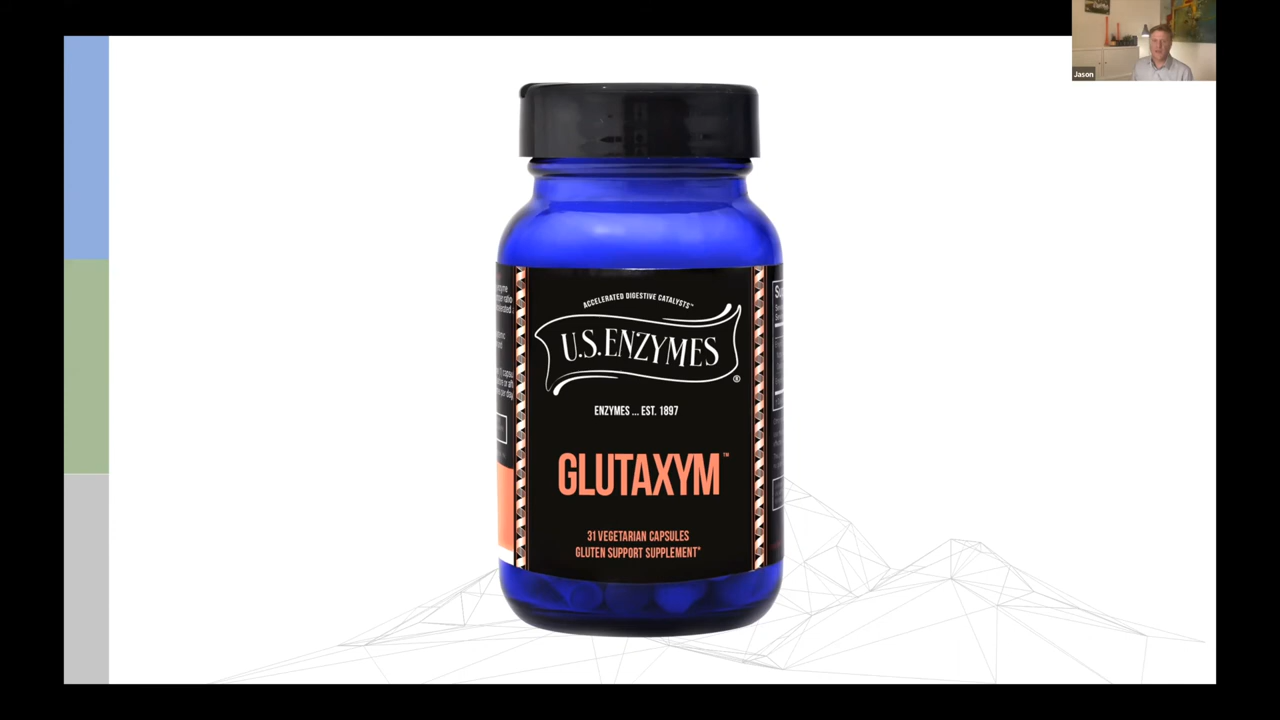 Jason
ACCELERATED DIGESTIVE CATALYSTS™
U.S. ENZYMES
®
ENZYMES ... EST. 1897
GLUTAXYM™
31 VEGETARIAN CAPSULES
GLUTEN SUPPORT SUPPLEMENT*